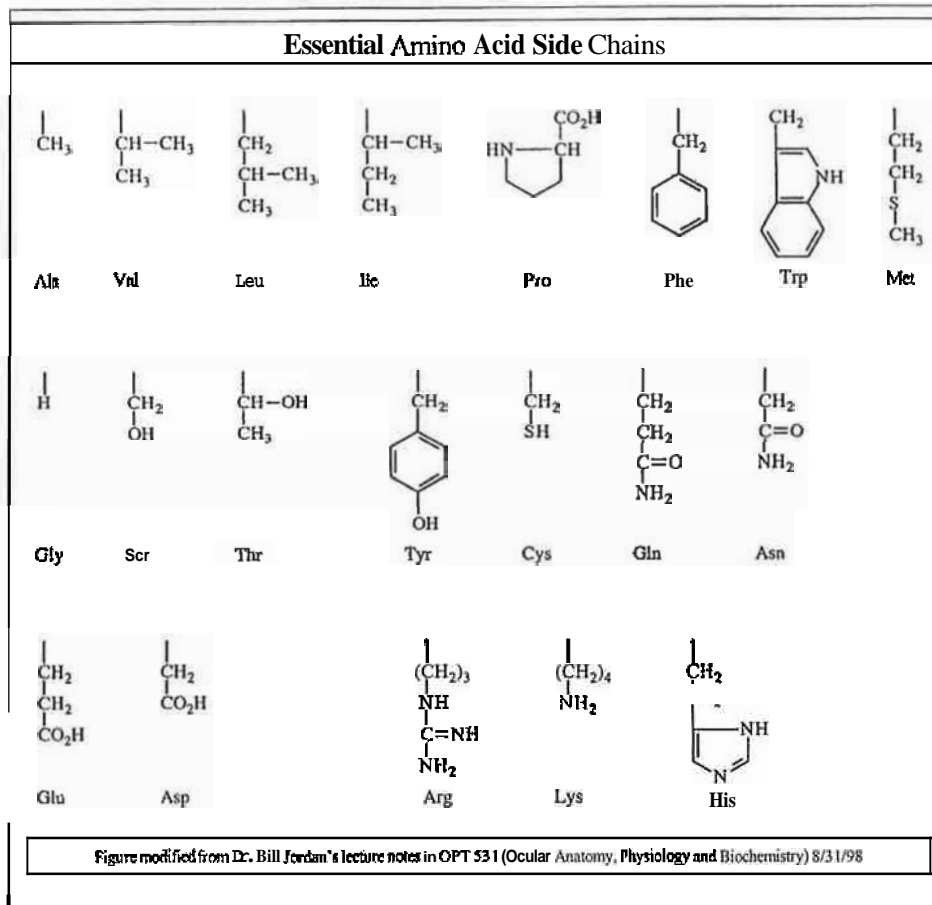 Essential Amino Acid Side Chains
CH3 CH-CH3 CH3 CH2 CH-CH3 CH3 CH-CH3 CH2 CH3 CO2H HN CH CH2 CH2 NH CH2 CH2 S CH3
Ala Val Leu Ile Pro Phe Trp Met
H CH2 OH CH-OH CH3 CH2 OH CH2 SH CH2 CH2 C=O NH2 CH2 C=O NH2
Gly Ser Thr Tyr Cys Gln Asn
CH2 CH2 CO2H CH2 CO2H (CH2)3 NH C=NH NH2 (CH2)4 NH2 CH2 NH N
Glu Asp Arg Lys His
Figure modified from Dr. Bill Jordan's lecture notes in OPT 531 (Ocular Anatomy, Physiology and Biochemistry) 8/31/98